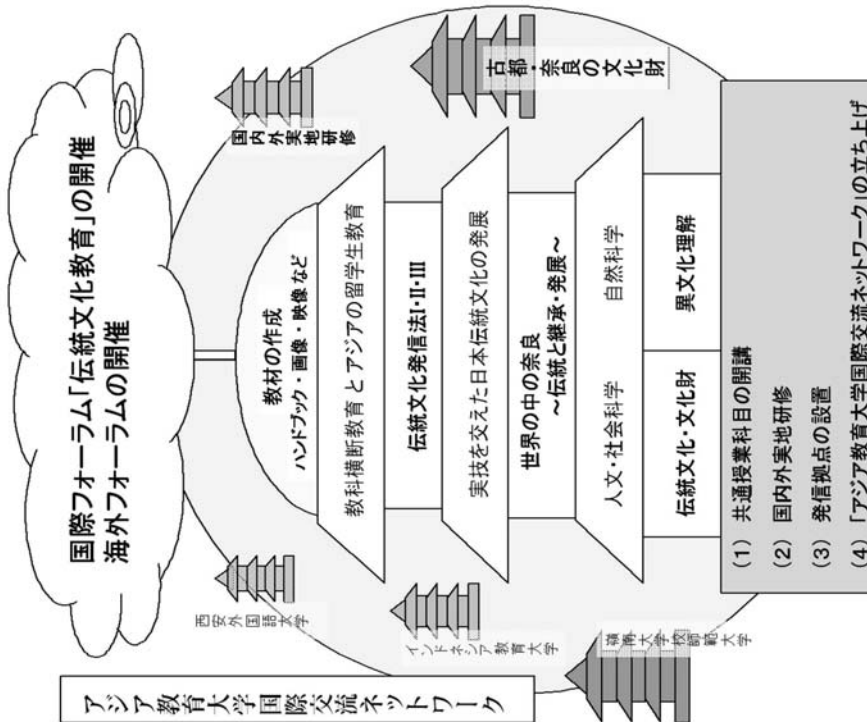 国際フォーラム「伝統文化教育」の開催
海外フォーラムの開催
アジア教育大学国際交流ネットワーク
西安外国語大学
国内外実地研修
教材の作成
ハンドブック・画像・映像など
教科横断教育 と アジアの留学生教育
伝統文化発信法Ⅰ・Ⅱ・Ⅲ
インドネシア教育大学
古都・奈良の文化財
実技を交えた日本伝統文化の発展
世界の中の奈良
~伝統と継承・発展~
人文・社会科学
自然科学
嶺南大学校師範大学
伝統文化・文化財
異文化理解
(1) 共通授業科目の開講
(2) 国内外実地研修
(3) 発信拠点の設置
(4) 「アジア教育大学国際交流ネットワーク」の立ち上げ